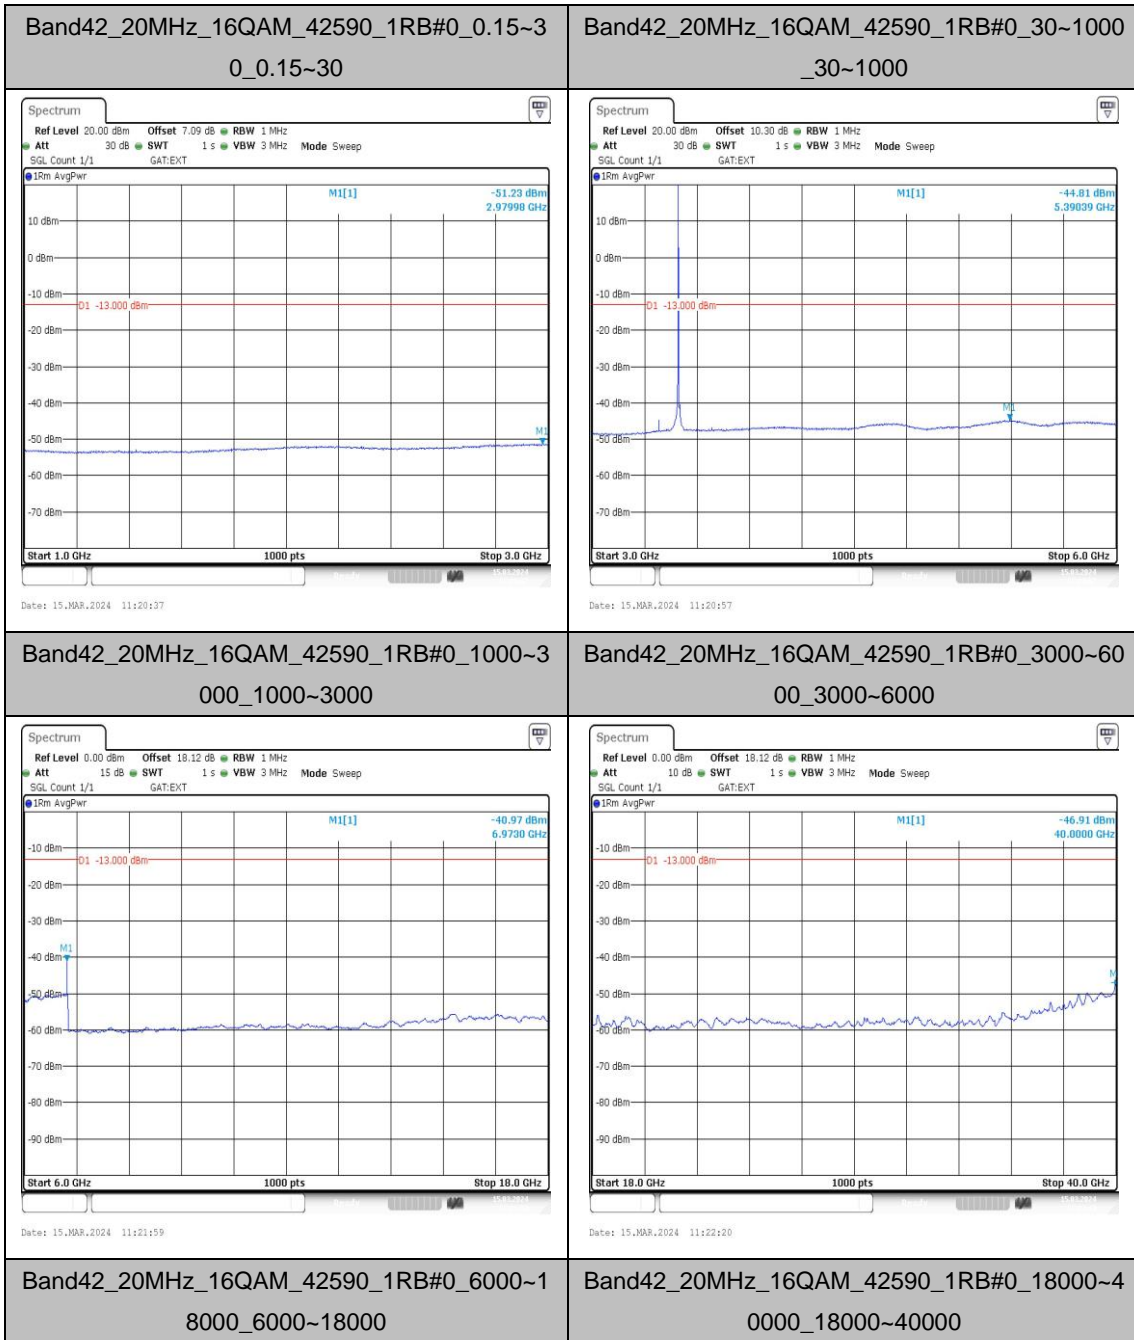 Band42_20MHz_16QAM_42590_1RB#0_0.15~3
0_0.15~30
Band42_20MHz_16QAM_42590_1RB#0_30~1000
_30~1000
Spectrum
Ref Level 20.00 dBm Offset 7.09 dB RBW 1 MHz
Att 30 dB SWT 1 s VBW 3 MHz Mode Sweep
SGL Count 1/1 GAT:EXT
1Rm AvgPwr
M1[1] -51.23 dBm
2.97998 GHz
10 dBm
0 dBm
-10 dBm
D1 -13.000 dBm
-20 dBm
-30 dBm
-40 dBm
M1
-50 dBm
-60 dBm
-70 dBm
Start 1.0 GHz 1000 pts Stop 3.0 GHz
Date: 15.MAR.2024 11:20:37
Spectrum
Ref Level 20.00 dBm Offset 10.30 dB RBW 1 MHz
Att 30 dB SWT 1 s VBW 3 MHz Mode Sweep
SGL Count 1/1 GAT:EXT
1Rm AvgPwr
M1[1] -44.81 dBm
5.39039 GHz
10 dBm
0 dBm
-10 dBm
D1 -13.000 dBm
-20 dBm
-30 dBm
-40 dBm
M1
-50 dBm
-60 dBm
-70 dBm
Start 3.0 GHz 1000 pts Stop 6.0 GHz
Date: 15.MAR.2024 11:20:57
Band42_20MHz_16QAM_42590_1RB#0_1000~3
000_1000~3000
Band42_20MHz_16QAM_42590_1RB#0_3000~60
00_3000~6000
Spectrum
Ref Level 0.00 dBm Offset 18.12 dB RBW 1 MHz
Att 15 dB SWT 1 s VBW 3 MHz Mode Sweep
SGL Count 1/1 GAT:EXT
1Rm AvgPwr
M1[1] -40.97 dBm
6.9730 GHz
-10 dBm
D1 -13.000 dBm
-20 dBm
-30 dBm
M1
-40 dBm
-50 dBm
-60 dBm
-70 dBm
-80 dBm
-90 dBm
Start 6.0 GHz 1000 pts Stop 18.0 GHz
Date: 15.MAR.2024 11:21:59
Spectrum
Ref Level 0.00 dBm Offset 18.12 dB RBW 1 MHz
Att 10 dB SWT 1 s VBW 3 MHz Mode Sweep
SGL Count 1/1 GAT:EXT
1Rm AvgPwr
M1[1] -46.91 dBm
40.0000 GHz
-10 dBm
D1 -13.000 dBm
-20 dBm
-30 dBm
-40 dBm
M
-50 dBm
-60 dBm
-70 dBm
-80 dBm
-90 dBm
Start 18.0 GHz 1000 pts Stop 40.0 GHz
Date: 15.MAR.2024 11:22:20
Band42_20MHz_16QAM_42590_1RB#0_6000~1
8000_6000~18000
Band42_20MHz_16QAM_42590_1RB#0_18000~4
0000_18000~40000